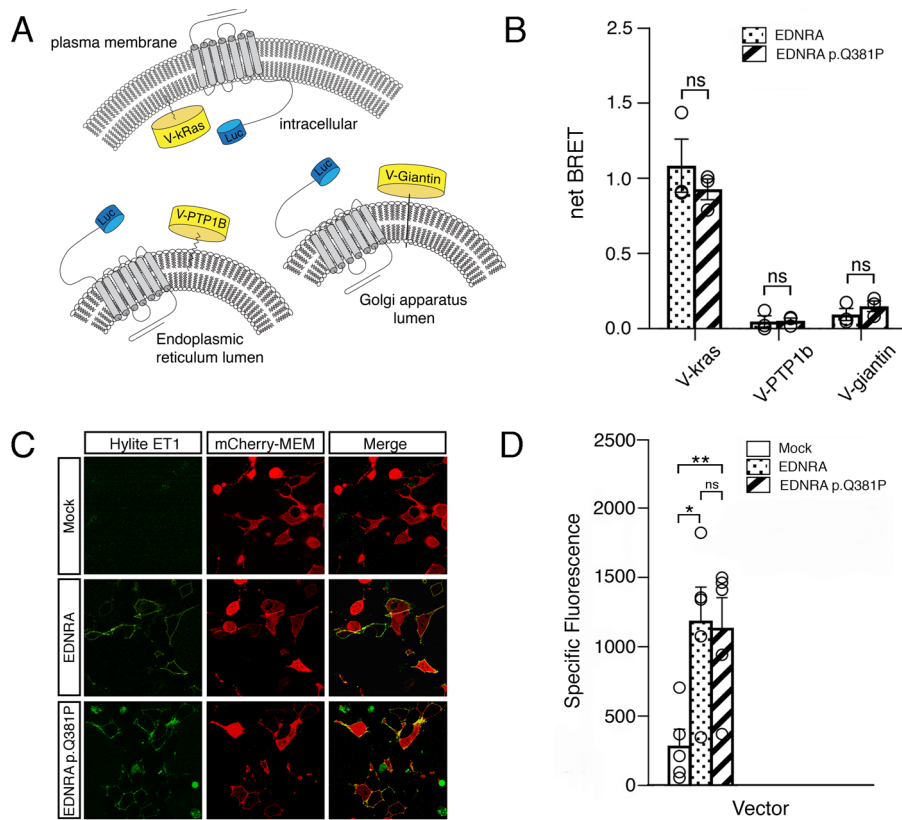 A
plasma membrane
V-kRas
Luc
intracellular
Luc
V-PTP1B
Endoplasmic
reticulum lumen
Luc
V-Giantin
Golgi apparatus
lumen
B
EDNRA
EDNRA p.Q381P
net BRET
2.5
2.0
1.5
1.0
0.5
0.0
ns
ns
ns
V-kras
V-PTP1b
V-giantin
C
Hylite ET1
mCherry-MEM
Merge
Mock
EDNRA
EDNRA p.Q381P
D
Mock
EDNRA
EDNRA p.Q381P
Specific Fluorescence
2500
2000
1500
1000
500
0
**
ns
*
Vector